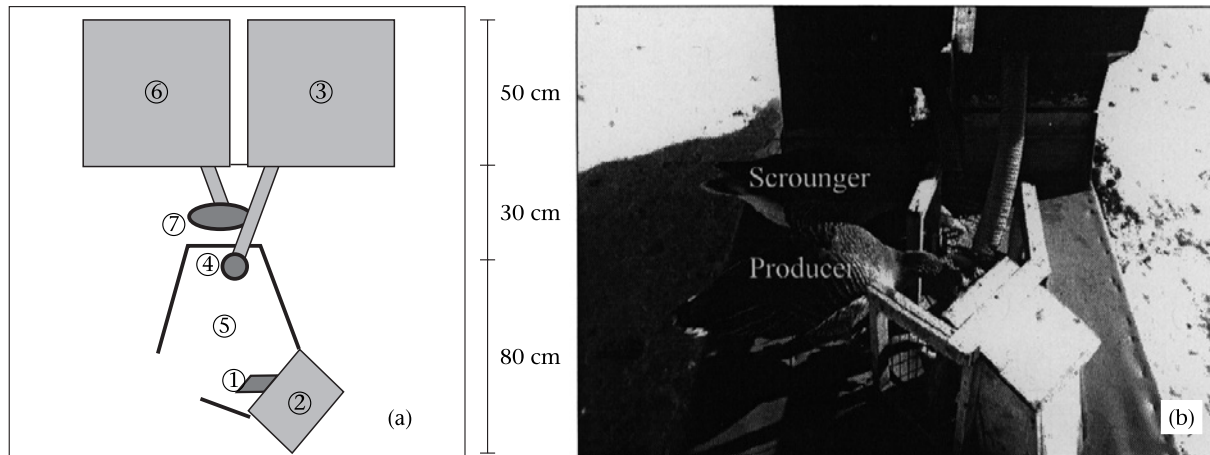 ⑥
③
50 cm
⑦
30 cm
④
⑤
①
②
80 cm
(a)
Scrounger
Producer
(b)